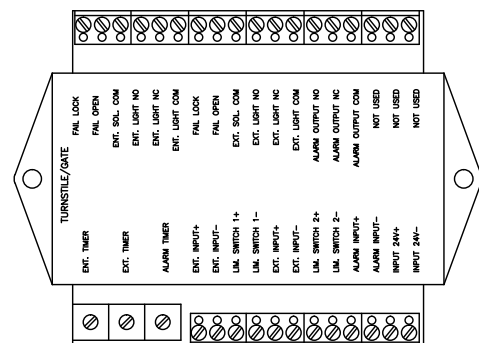 TURNSTILE/GATE
FAIL LOCK
FAIL OPEN
ENT. SOL. COM
ENT. LIGHT NO
ENT. LIGHT NC
ENT. LIGHT COM
FAIL LOCK
FAIL OPEN
EXT. SOL. COM
EXT. LIGHT NO
EXT. LIGHT NC
EXT. LIGHT COM
ALARM OUTPUT NO
ALARM OUTPUT NC
ALARM OUTPUT COM
NOT USED
NOT USED
NOT USED
ENT. TIMER
EXT. TIMER
ALARM TIMER
ENT. INPUT+
ENT. INPUT-
LIM. SWITCH 1+
LIM. SWITCH 1-
EXT. INPUT+
EXT. INPUT-
LIM. SWITCH 2+
LIM. SWITCH 2-
ALARM INPUT+
ALARM INPUT-
INPUT 24V+
INPUT 24V-